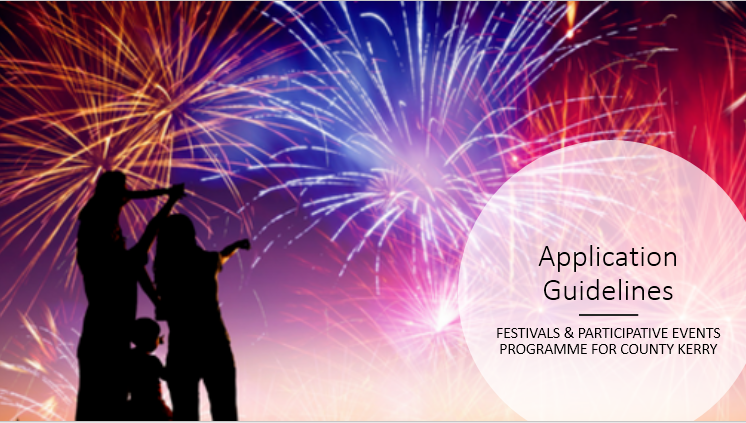 Application
Guidelines
FESTIVALS & PARTICIPATIVE EVENTS
PROGRAMME FOR COUNTY KERRY